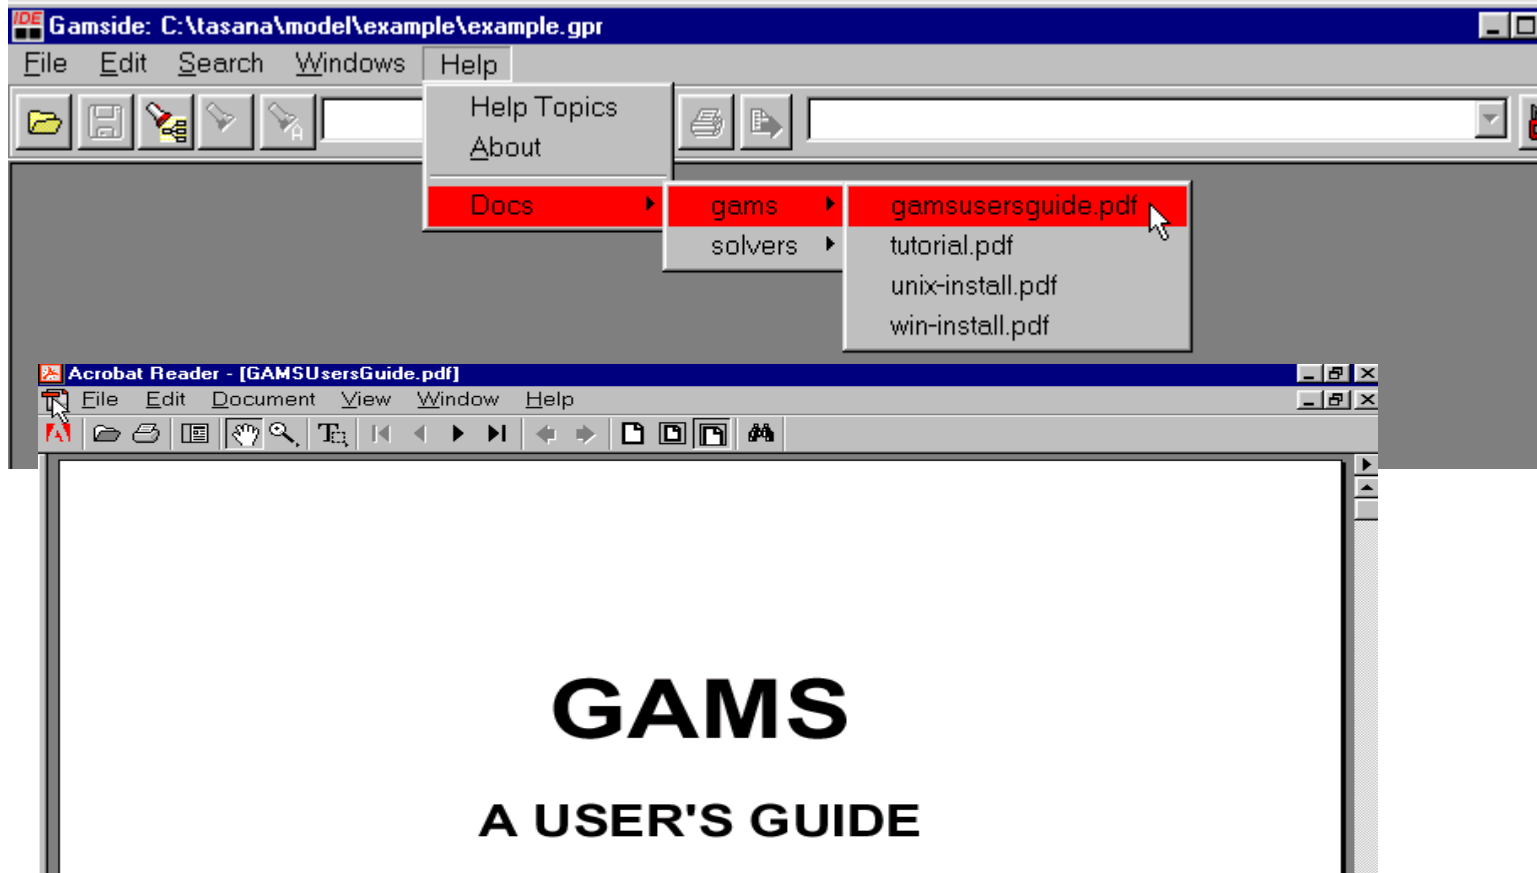 IDE Gamside: C:\tasana\model\example\example.gpr
File Edit Search Windows Help
Help Topics
About
Docs gams gamsusersguide.pdf
solvers tutorial.pdf
unix-install.pdf
win-install.pdf
Acrobat Reader - [GAMSUsersGuide.pdf]
File Edit Document View Window Help
GAMS
A USER'S GUIDE